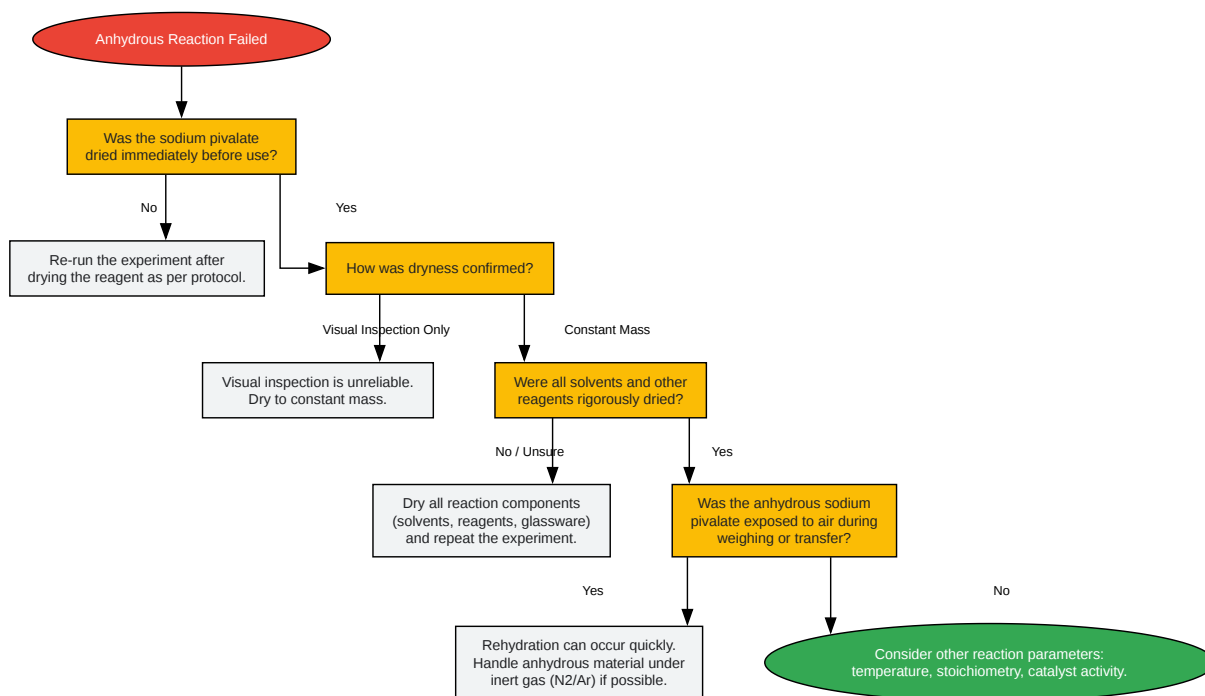 Anhydrous Reaction Failed
Was the sodium pivalate
dried immediately before use?
No
Yes
Re-run the experiment after
drying the reagent as per protocol.
How was dryness confirmed?
Visual Inspection Only
Constant Mass
Visual inspection is unreliable.
Dry to constant mass.
Were all solvents and other
reagents rigorously dried?
No / Unsure
Yes
Dry all reaction components
(solvents, reagents, glassware)
and repeat the experiment.
Was the anhydrous sodium
pivalate exposed to air during
weighing or transfer?
Yes
No
Rehydration can occur quickly.
Handle anhydrous material under
inert gas (N2/Ar) if possible.
Consider other reaction parameters:
temperature, stoichiometry, catalyst activity.